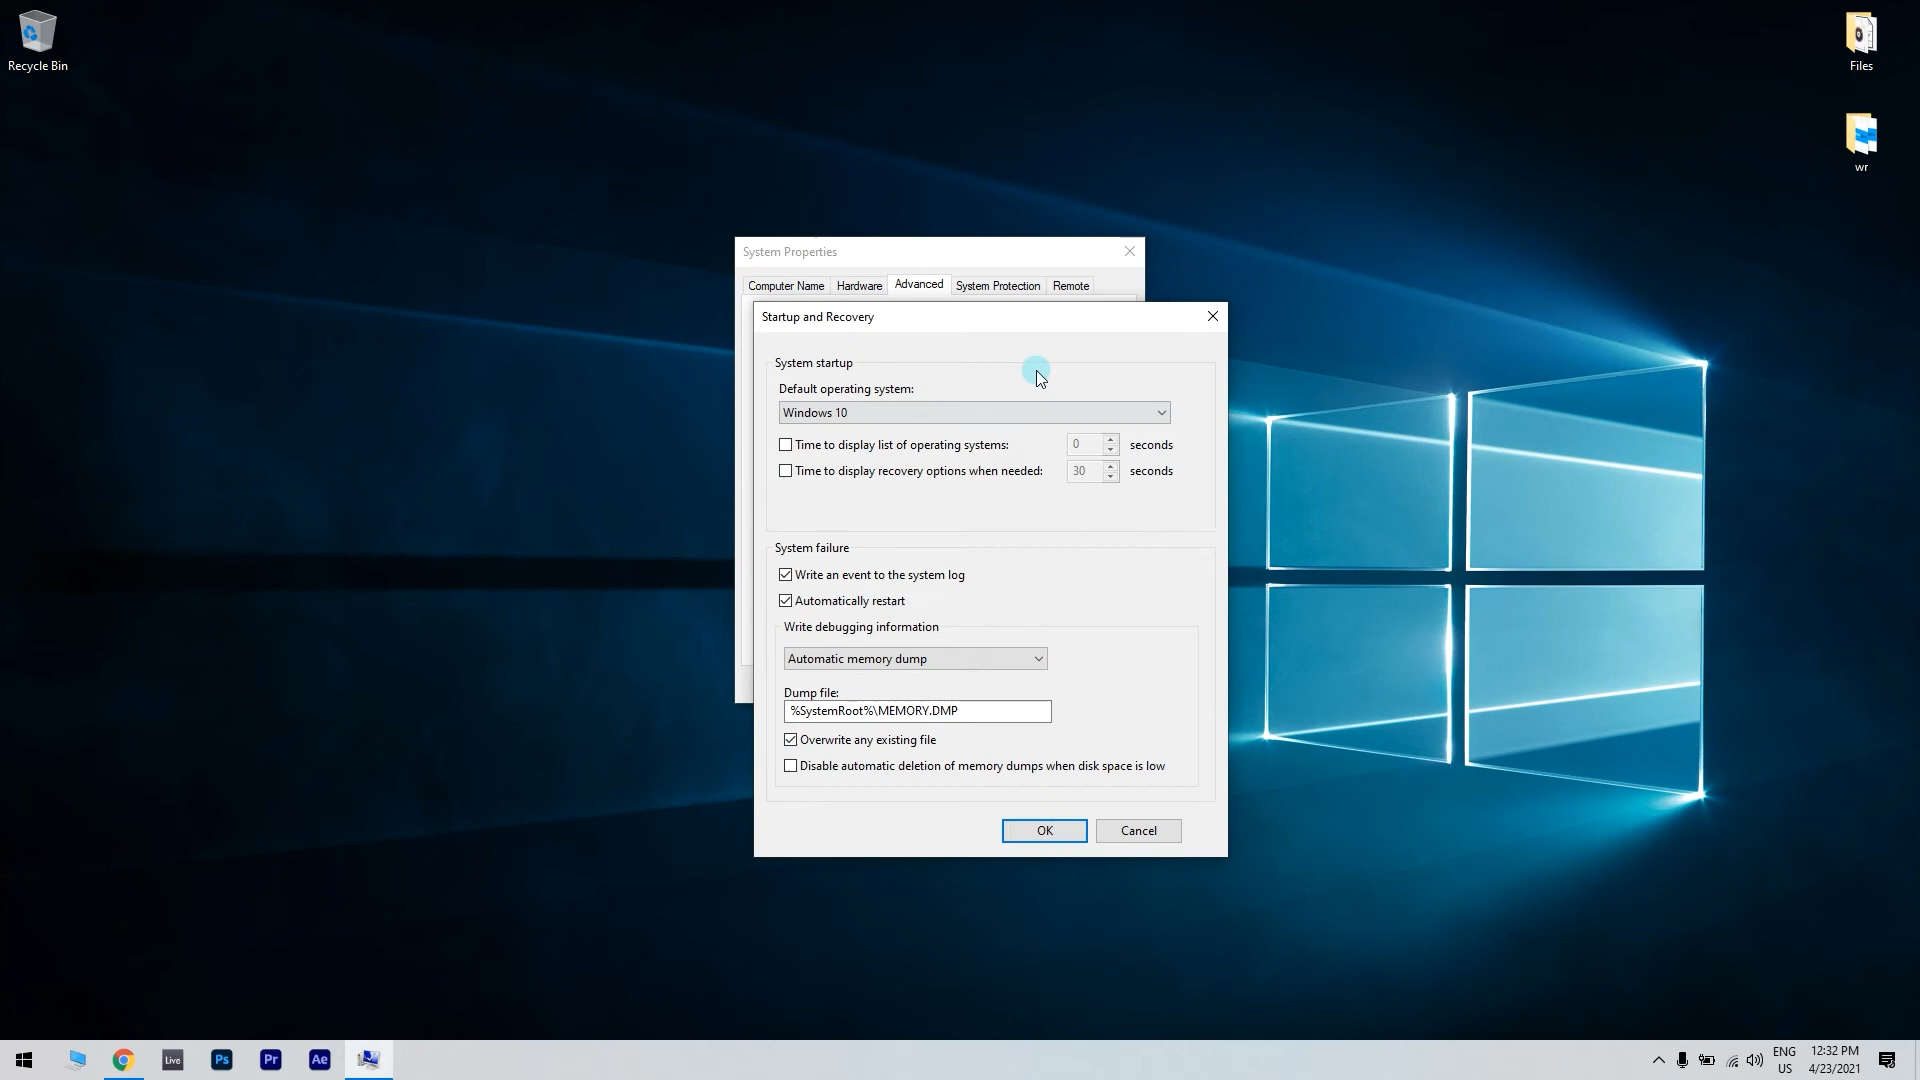 Recycle Bin
Files
wr
System Properties
Computer Name Hardware Advanced System Protection Remote
Startup and Recovery
System startup
Default operating system:
Windows 10
Time to display list of operating systems: 0 seconds
Time to display recovery options when needed: 30 seconds
System failure
Write an event to the system log
Automatically restart
Write debugging information
Automatic memory dump
Dump file:
%SystemRoot%\MEMORY.DMP
Overwrite any existing file
Disable automatic deletion of memory dumps when disk space is low
OK Cancel
Live Ps Pr Ae
ENG 12:32 PM
US 4/23/2021